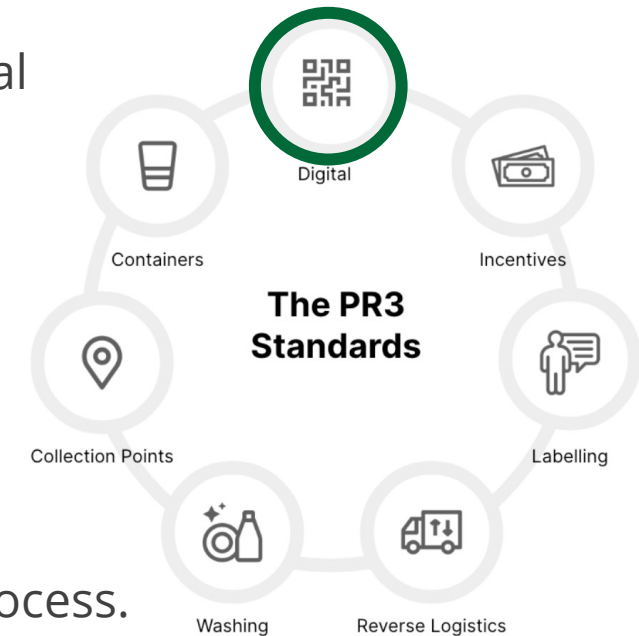 al
Digital
Containers
Incentives
The PR3
Standards
Collection Points
Labelling
ocess.
Washing
Reverse Logistics